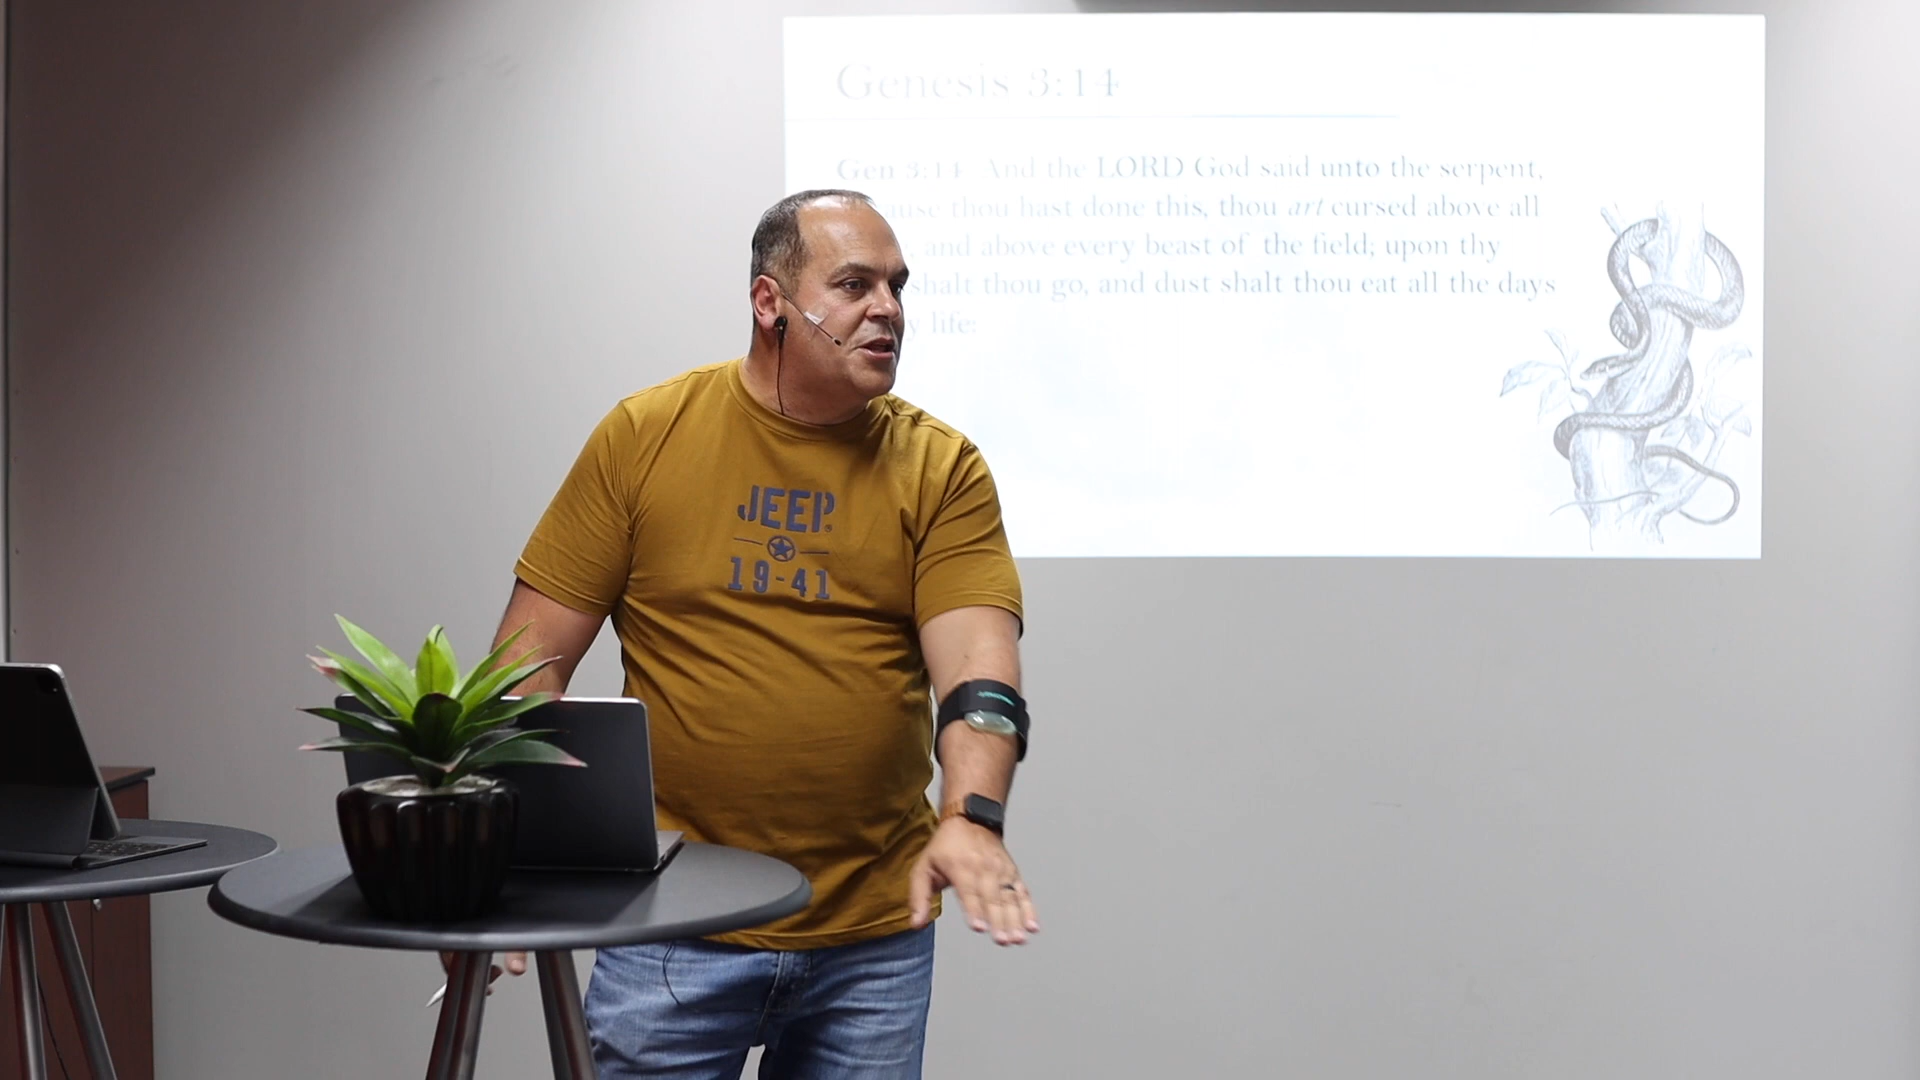 Genesis 3:14
Gen 3:14 And the LORD God said unto the serpent,
thou hast done this, thou art cursed above all
, and above every beast of the field; upon thy
shalt thou go, and dust shalt thou eat all the days
life:
JEEP
19-41